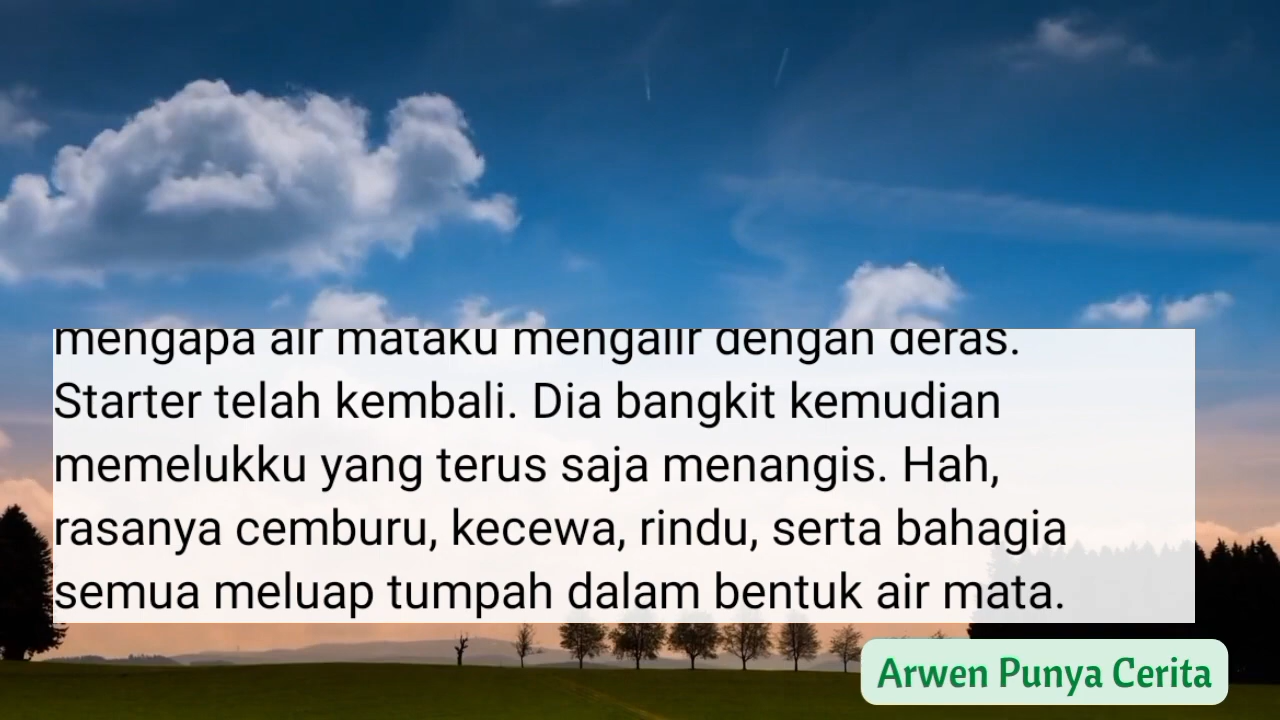 mengapa air mataku mengalir dengan deras.
Starter telah kembali. Dia bangkit kemudian
memelukku yang terus saja menangis. Hah,
rasanya cemburu, kecewa, rindu, serta bahagia
semua meluap tumpah dalam bentuk air mata.
Arwen Punya Cerita